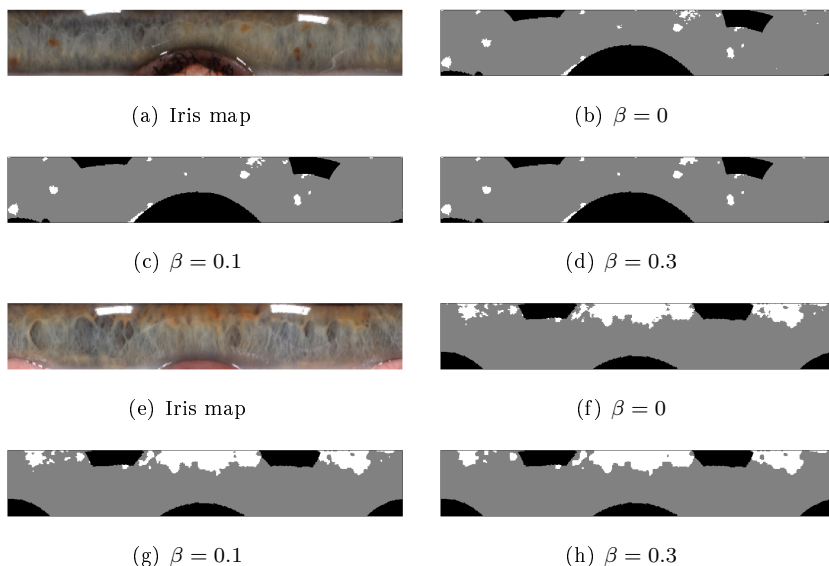 (a) Iris map
(b) β = 0
(c) β = 0.1
(d) β = 0.3
(e) Iris map
(f) β = 0
(g) β = 0.1
(h) β = 0.3